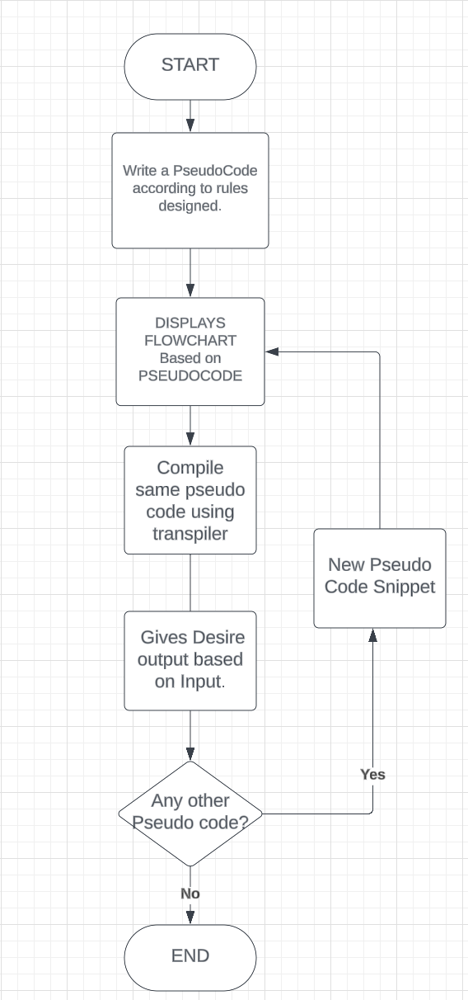 START
Write a PseudoCode
according to rules
designed.
DISPLAYS
FLOWCHART
Based on
PSEUDOCODE
Compile
same pseudo
code using
transpiler
New Pseudo
Code Snippet
Gives Desire
output based
on Input.
Yes
Any other
Pseudo code?
No
END